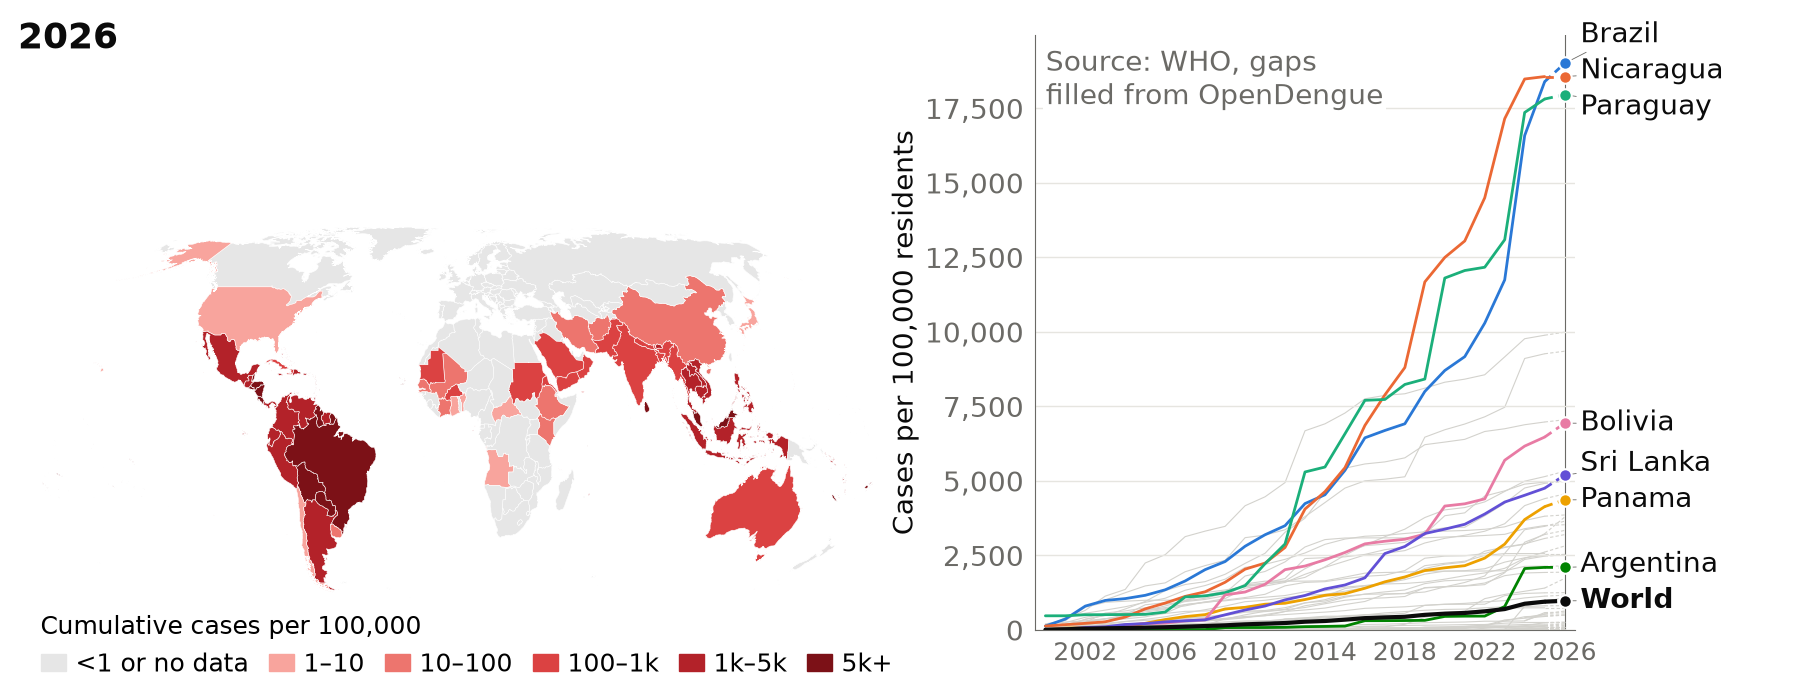 2026
Cumulative cases per 100,000
<1 or no data
1–10
10–100
100–1k
1k–5k
5k+
Source: WHO, gaps
filled from OpenDengue
Cases per 100,000 residents
17,500
15,000
12,500
10,000
7,500
5,000
2,500
0
2002
2006
2010
2014
2018
2022
2026
Brazil
Nicaragua
Paraguay
Bolivia
Sri Lanka
Panama
Argentina
World